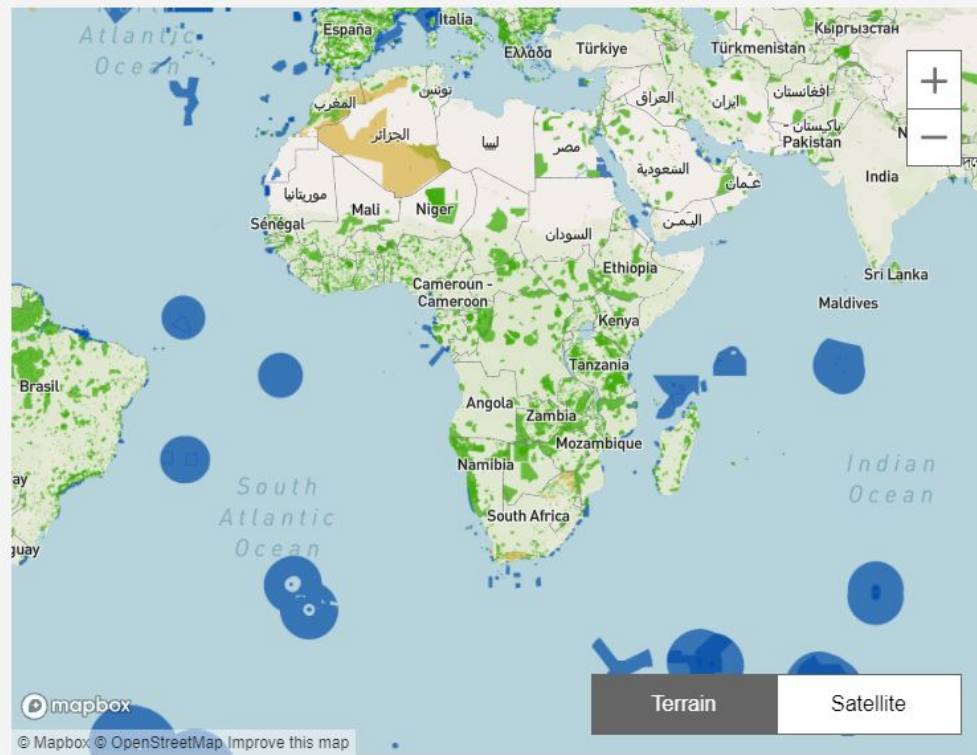 Italia
España
Кыргызстан
Atlantic
Ocean
Ελλάδα
Türkiye
Türkmenistan
تونس
العراق
ایران
افغانستان
المغرب
+
−
الجزائر
ليبيا
مصر
پاکستان -
Pakistan
N
السعودية
عمان
India
موريتانيا
Mali
Niger
اليمن
Sénégal
السودان
Ethiopia
Sri Lanka
Cameroun -
Cameroon
Maldives
Kenya
Brasil
Tanzania
Angola
Zambia
Mozambique
Namibia
Indian
Ocean
ay
South
Atlantic
Ocean
South Africa
guay
mapbox
Terrain
Satellite
© Mapbox © OpenStreetMap Improve this map